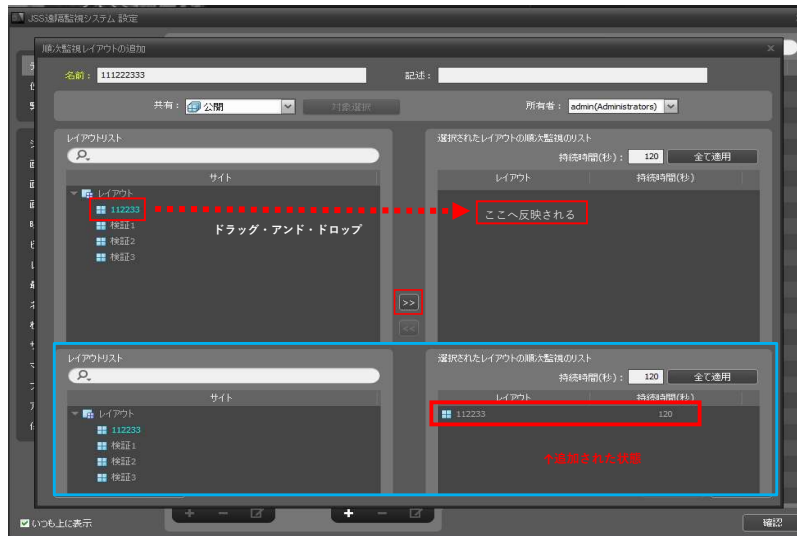 JSS遠隔監視システム 設定
順次監視レイアウトの追加
名前： 111222333 記述：
共有： 公開 対象選択 所有者： admin(Administrators)
レイアウトリスト 選択されたレイアウトの順次監視のリスト
持続時間(秒)： 120 全て適用
サイト レイアウト 持続時間(秒)
レイアウト
112233
検証1
検証2
検証3
ドラッグ・アンド・ドロップ
ここへ反映される
>>
<<
レイアウトリスト 選択されたレイアウトの順次監視のリスト
持続時間(秒)： 120 全て適用
サイト レイアウト 持続時間(秒)
レイアウト
112233
検証1
検証2
検証3
112233 120
↑追加された状態
いつも上に表示
確認